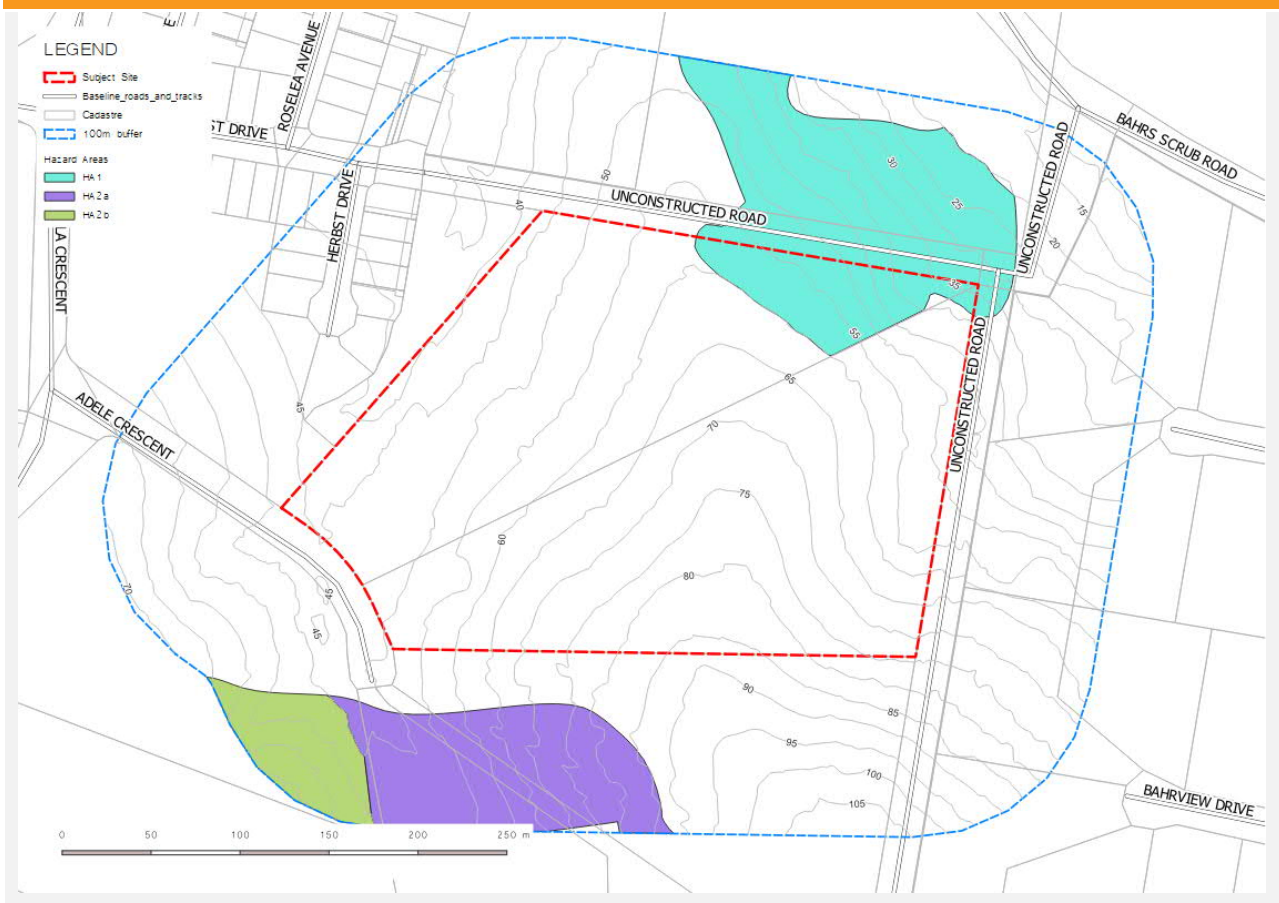 E
E
LEGEND
Subject Site
Baseline_roads_and_tracks
Cadastre
100m buffer
Hazard Areas
HA 1
HA 2 a
HA 2 b
ROSELEA AVENUE
ST DRIVE
HERBST DRIVE
LA CRESCENT
ADELE CRESCENT
UNCONSTRUCTED ROAD
UNCONSTRUCTED ROAD
UNCONSTRUCTED ROAD
BAHRS SCRUB ROAD
BAHRVIEW DRIVE
50
40
30
25
15
20
35
55
65
70
75
45
60
80
70
45
45
90
85
95
100
105
0 50 100 150 200 250 m